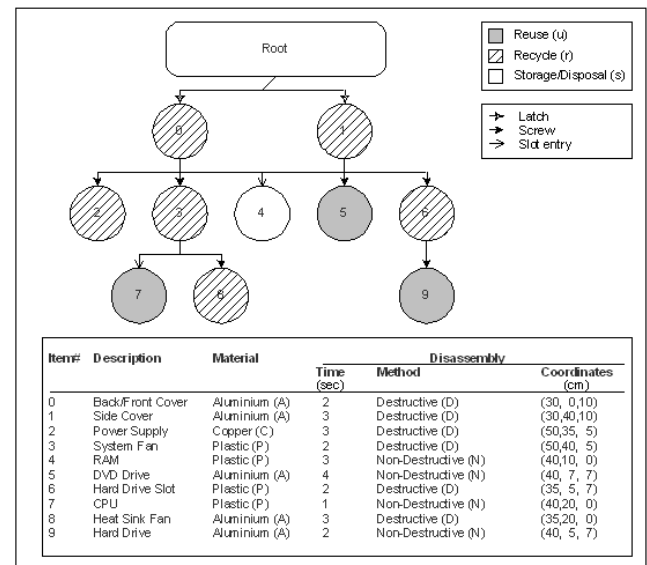 Root
Reuse (u)
Recycle (r)
Storage/Disposal (s)
Latch
Screw
Slot entry
0 1
2 3 4 5 6
7 8 9
Item# Description Material Disassembly
Time Method Coordinates
(sec) (cm)
0 Back/Front Cover Aluminium (A) 2 Destructive (D) (30, 0,10)
1 Side Cover Aluminium (A) 3 Destructive (D) (30,40,10)
2 Power Supply Copper (C) 3 Destructive (D) (50,35, 5)
3 System Fan Plastic (P) 2 Destructive (D) (50,40, 5)
4 RAM Plastic (P) 3 Non-Destructive (N) (40,10, 0)
5 DVD Drive Aluminium (A) 4 Non-Destructive (N) (40, 7, 7)
6 Hard Drive Slot Plastic (P) 2 Destructive (D) (35, 5, 7)
7 CPU Plastic (P) 1 Non-Destructive (N) (40,20, 0)
8 Heat Sink Fan Aluminium (A) 3 Destructive (D) (35,20, 0)
9 Hard Drive Aluminium (A) 2 Non-Destructive (N) (40, 5, 7)